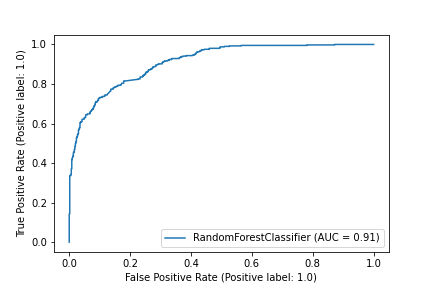 True Positive Rate (Positive label: 1.0)
1.0
0.8
0.6
0.4
0.2
0.0
RandomForestClassifier (AUC = 0.91)
0.0 0.2 0.4 0.6 0.8 1.0
False Positive Rate (Positive label: 1.0)